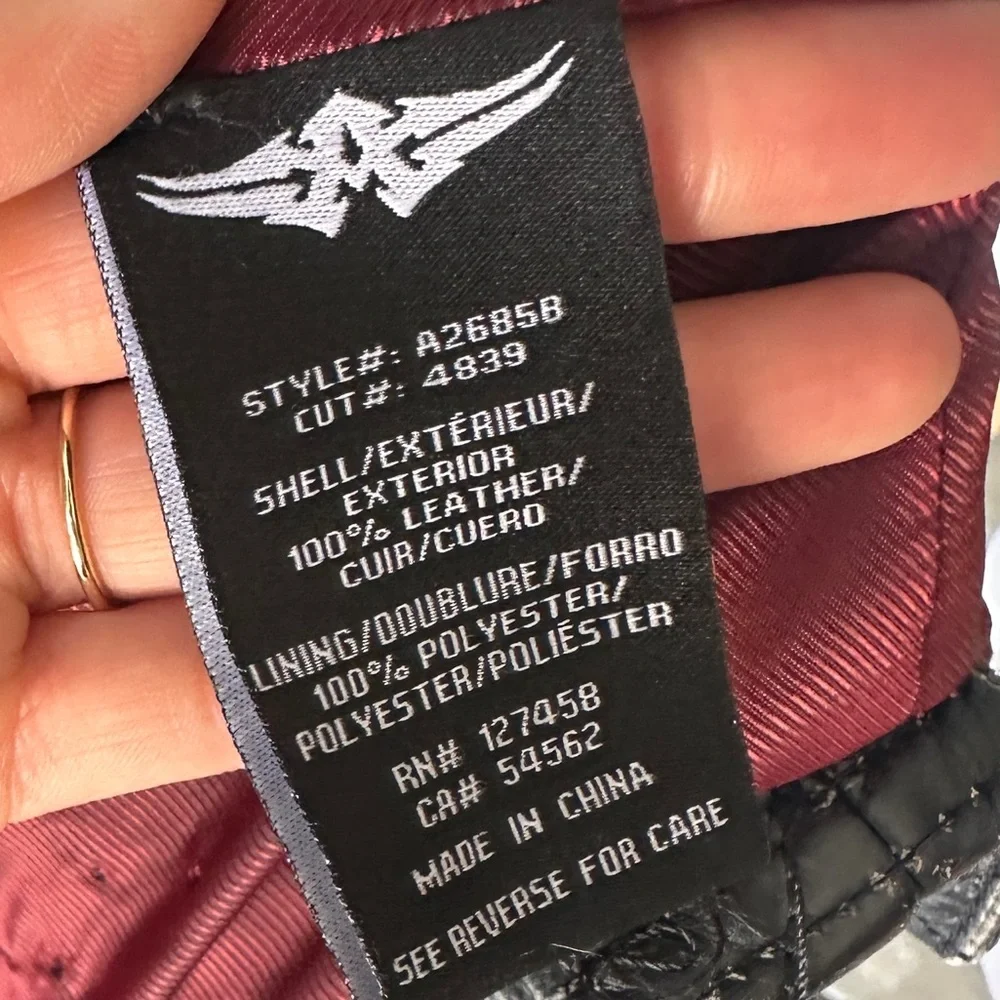 STYLE#: A2685B
CUT#: 4839
SHELL/EXTÉRIEUR/
EXTERIOR
100% LEATHER/
CUIR/CUERO
LINING/DOUBLURE/FORRO
100% POLYESTER/
POLYESTER/POLIÉSTER
RN# 127458
CA# 54562
MADE IN CHINA
SEE REVERSE FOR CARE